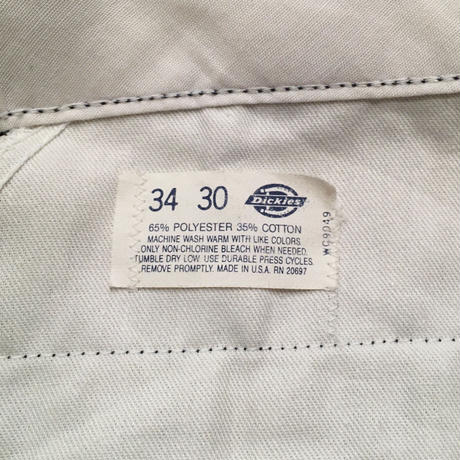 34 30 Dickies
65% POLYESTER 35% COTTON
MACHINE WASH WARM WITH LIKE COLORS.
ONLY NON-CHLORINE BLEACH WHEN NEEDED.
TUMBLE DRY LOW. USE DURABLE PRESS CYCLES.
REMOVE PROMPTLY. MADE IN U.S.A. RN 20697
WC9049